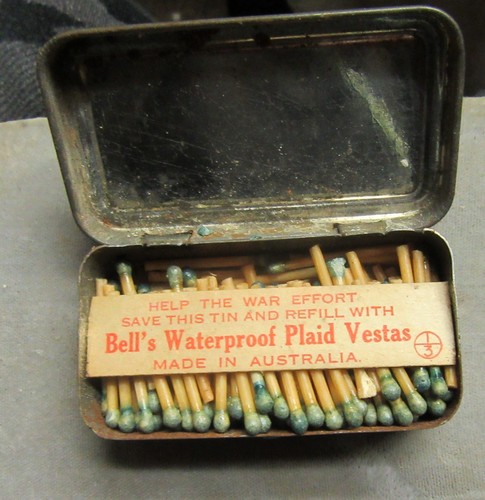 HELP THE WAR EFFORT
SAVE THIS TIN AND REFILL WITH
Bell's Waterproof Plaid Vestas
MADE IN AUSTRALIA.
1
3